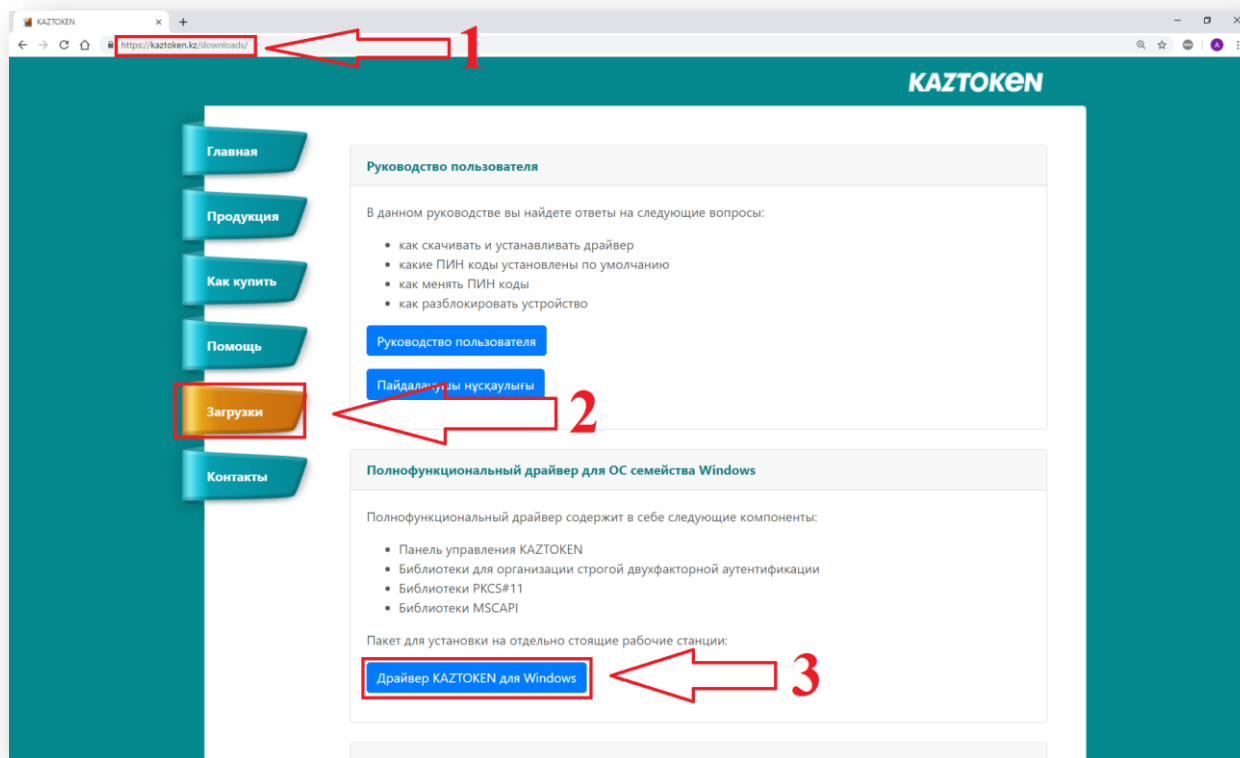 KAZTOKEN
https://kaztoken.kz/downloads/
1
KAZTOKEN
Главная
Продукция
Как купить
Помощь
Загрузки
Контакты
Руководство пользователя
В данном руководстве вы найдете ответы на следующие вопросы:
как скачивать и устанавливать драйвер
какие ПИН коды установлены по умолчанию
как менять ПИН коды
как разблокировать устройство
Руководство пользователя
Пайдаланушы нұсқаулығы
2
Полнофункциональный драйвер для ОС семейства Windows
Полнофункциональный драйвер содержит в себе следующие компоненты:
Панель управления KAZTOKEN
Библиотеки для организации строгой двухфакторной аутентификации
Библиотеки PKCS#11
Библиотеки MSCAPI
Пакет для установки на отдельно стоящие рабочие станции:
Драйвер KAZTOKEN для Windows
3